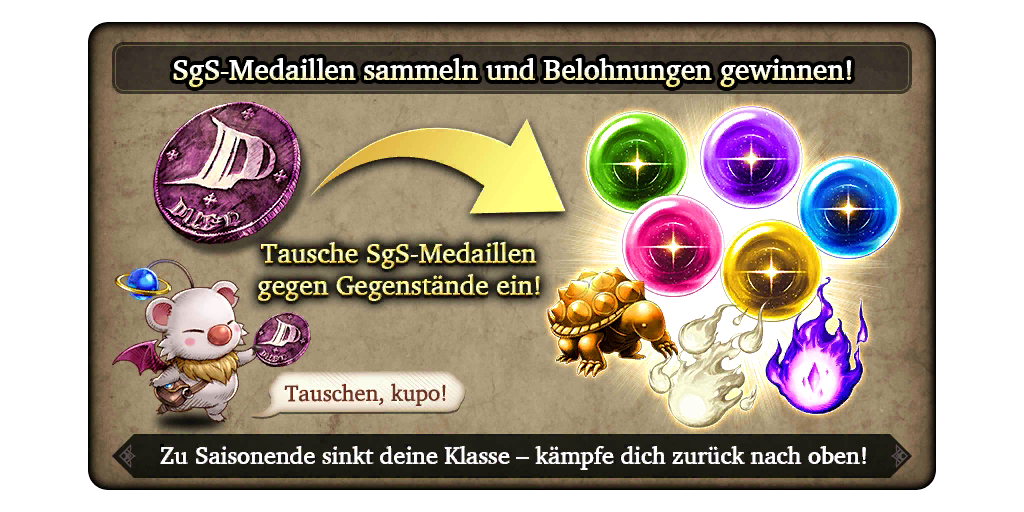 SgS-Medaillen sammeln und Belohnungen gewinnen!
Tausche SgS-Medaillen
gegen Gegenstände ein!
Tauschen, kupo!
Zu Saisonende sinkt deine Klasse – kämpfe dich zurück nach oben!